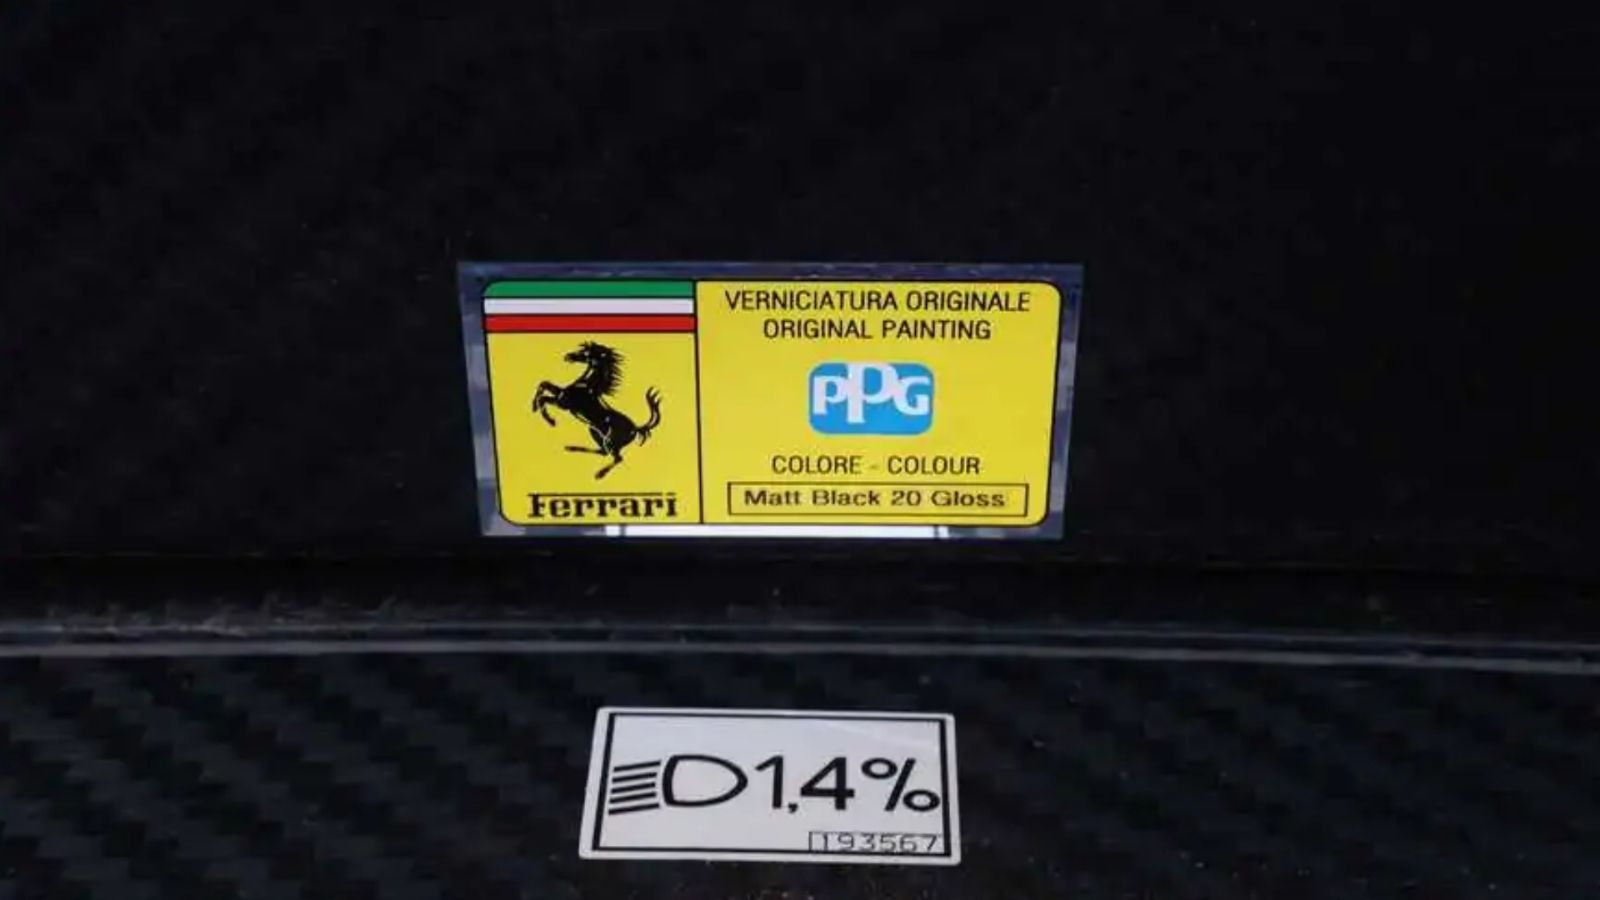 VERNICIATURA ORIGINALE
ORIGINAL PAINTING
PPG
COLORE - COLOUR
Matt Black 20 Gloss
Ferrari
1,4%
193567